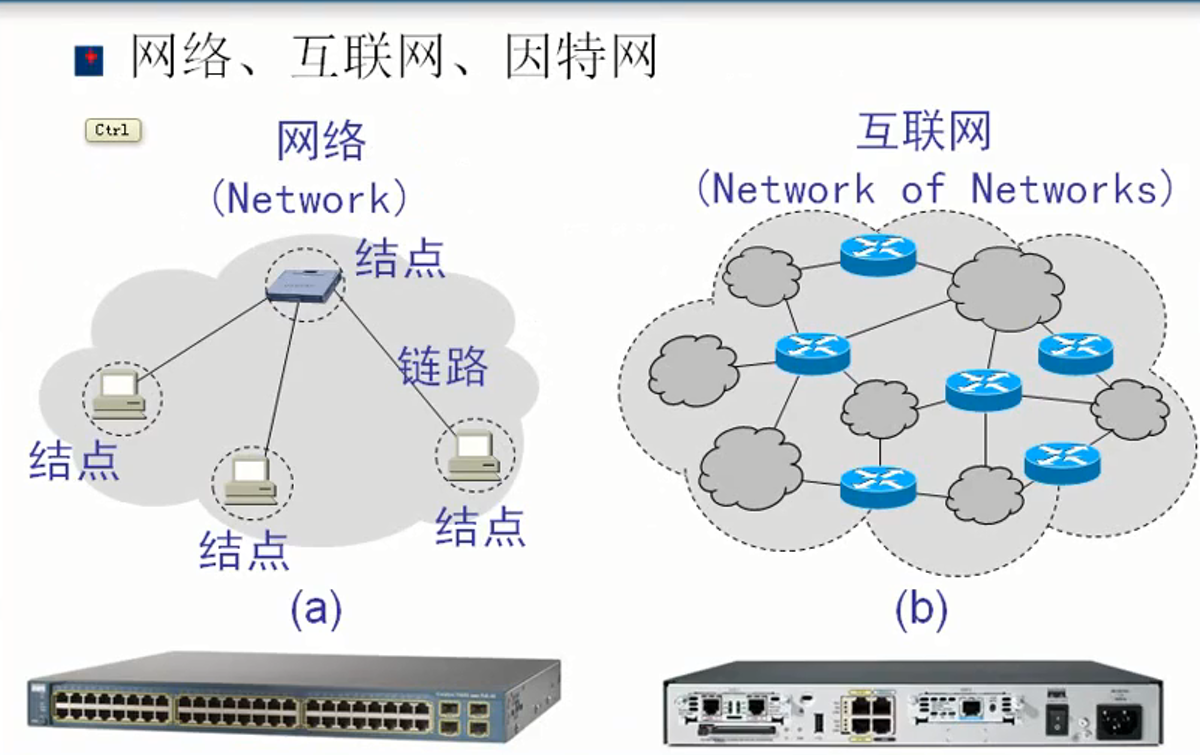 网络、互联网、因特网
Ctrl
网络
(Network)
结点
链路
结点
结点
结点
(a)
互联网
(Network of Networks)
(b)